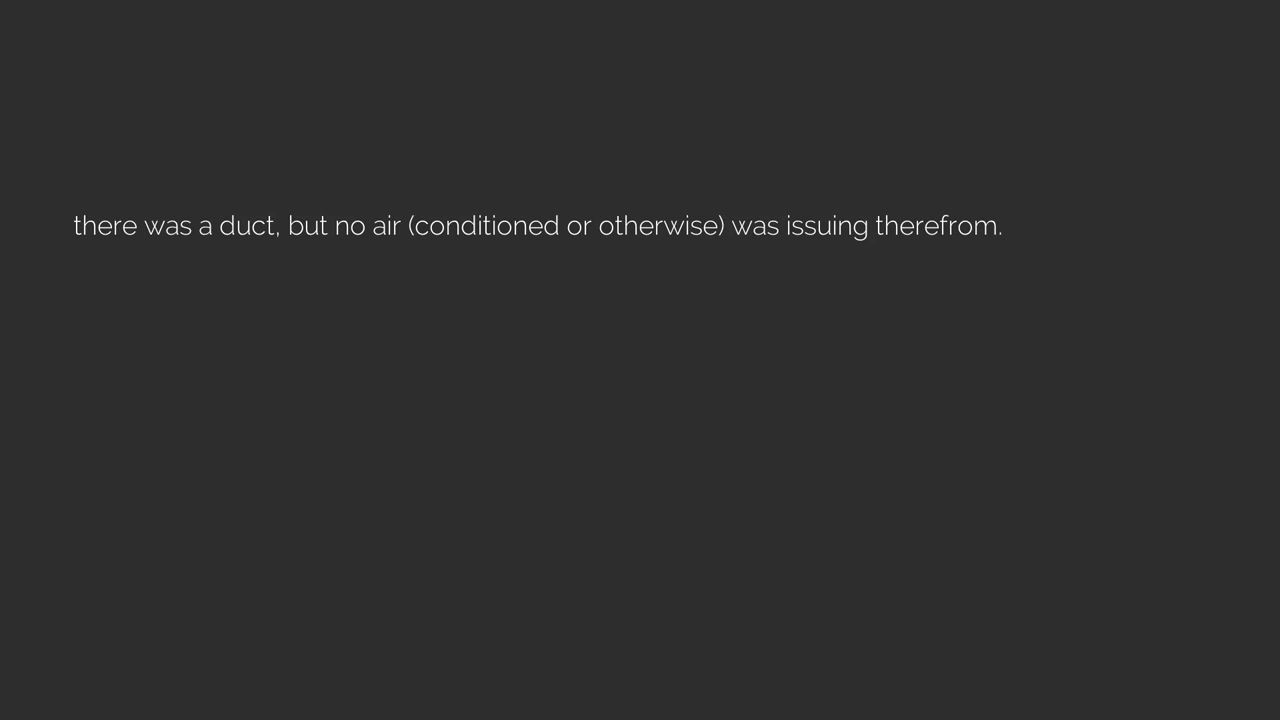 there was a duct, but no air (conditioned or otherwise) was issuing therefrom.